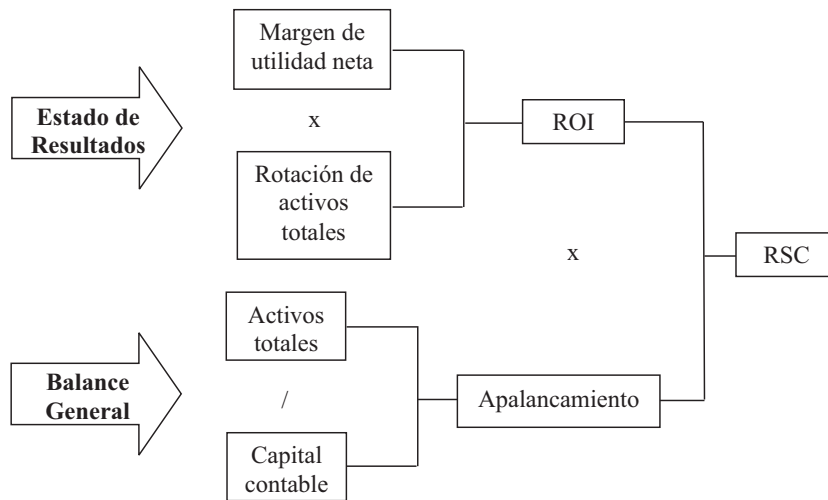 Margen de
utilidad neta
Estado de
Resultados
x
ROI
Rotación de
activos
totales
x
RSC
Activos
totales
Balance
General
/
Apalancamiento
Capital
contable